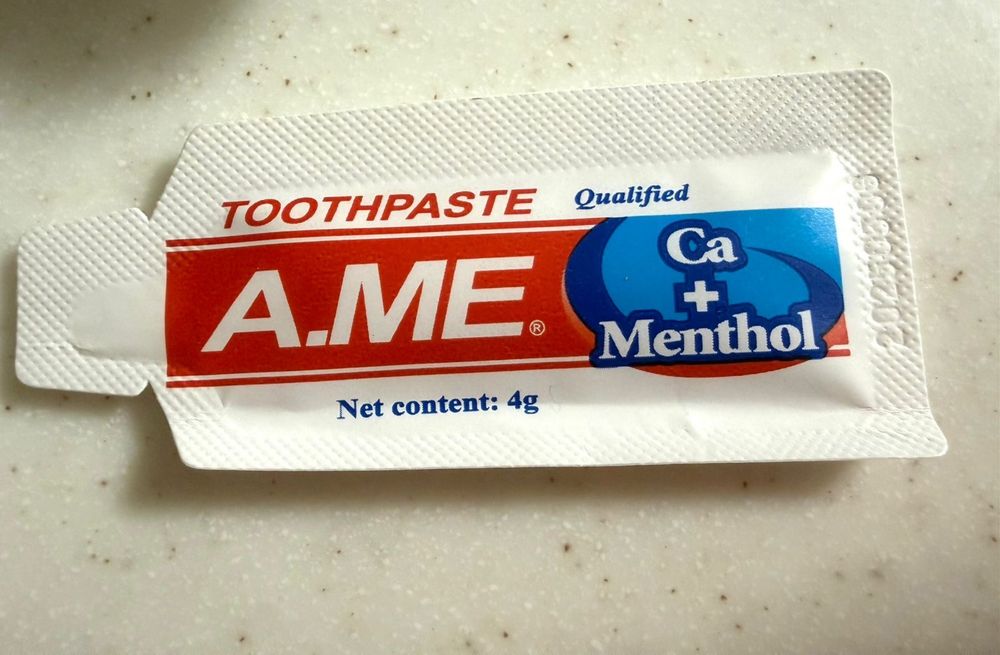 TOOTHPASTE Qualified
A.ME®
Ca
+
Menthol
Net content: 4g